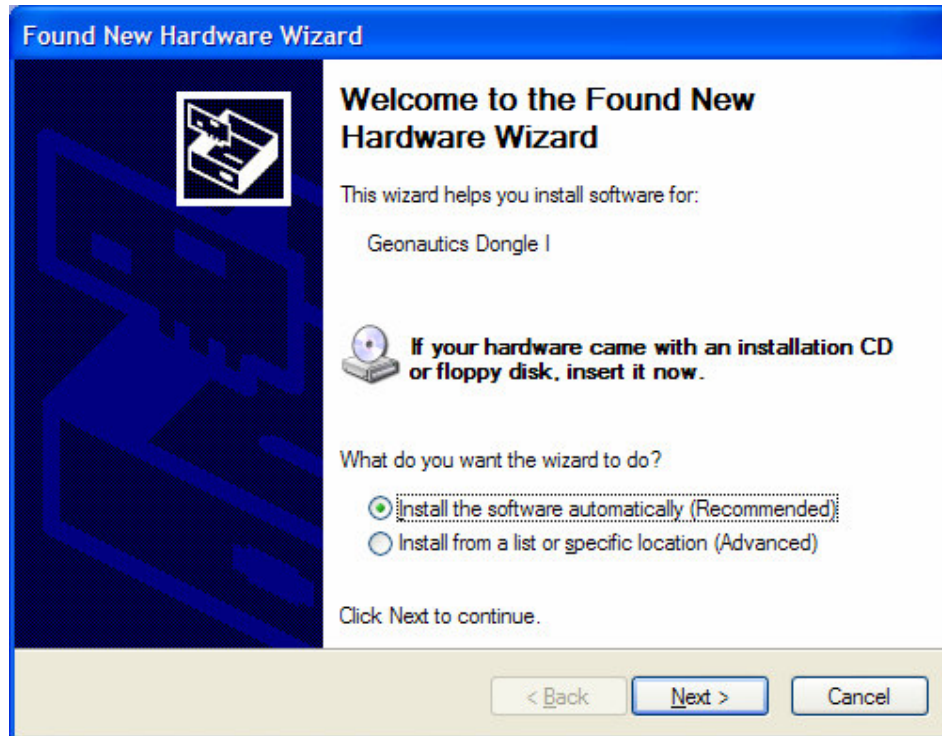 Found New Hardware Wizard
Welcome to the Found New
Hardware Wizard
This wizard helps you install software for:
Geonautics Dongle I
If your hardware came with an installation CD
or floppy disk, insert it now.
What do you want the wizard to do?
Install the software automatically (Recommended)
Install from a list or specific location (Advanced)
Click Next to continue.
< Back
Next >
Cancel